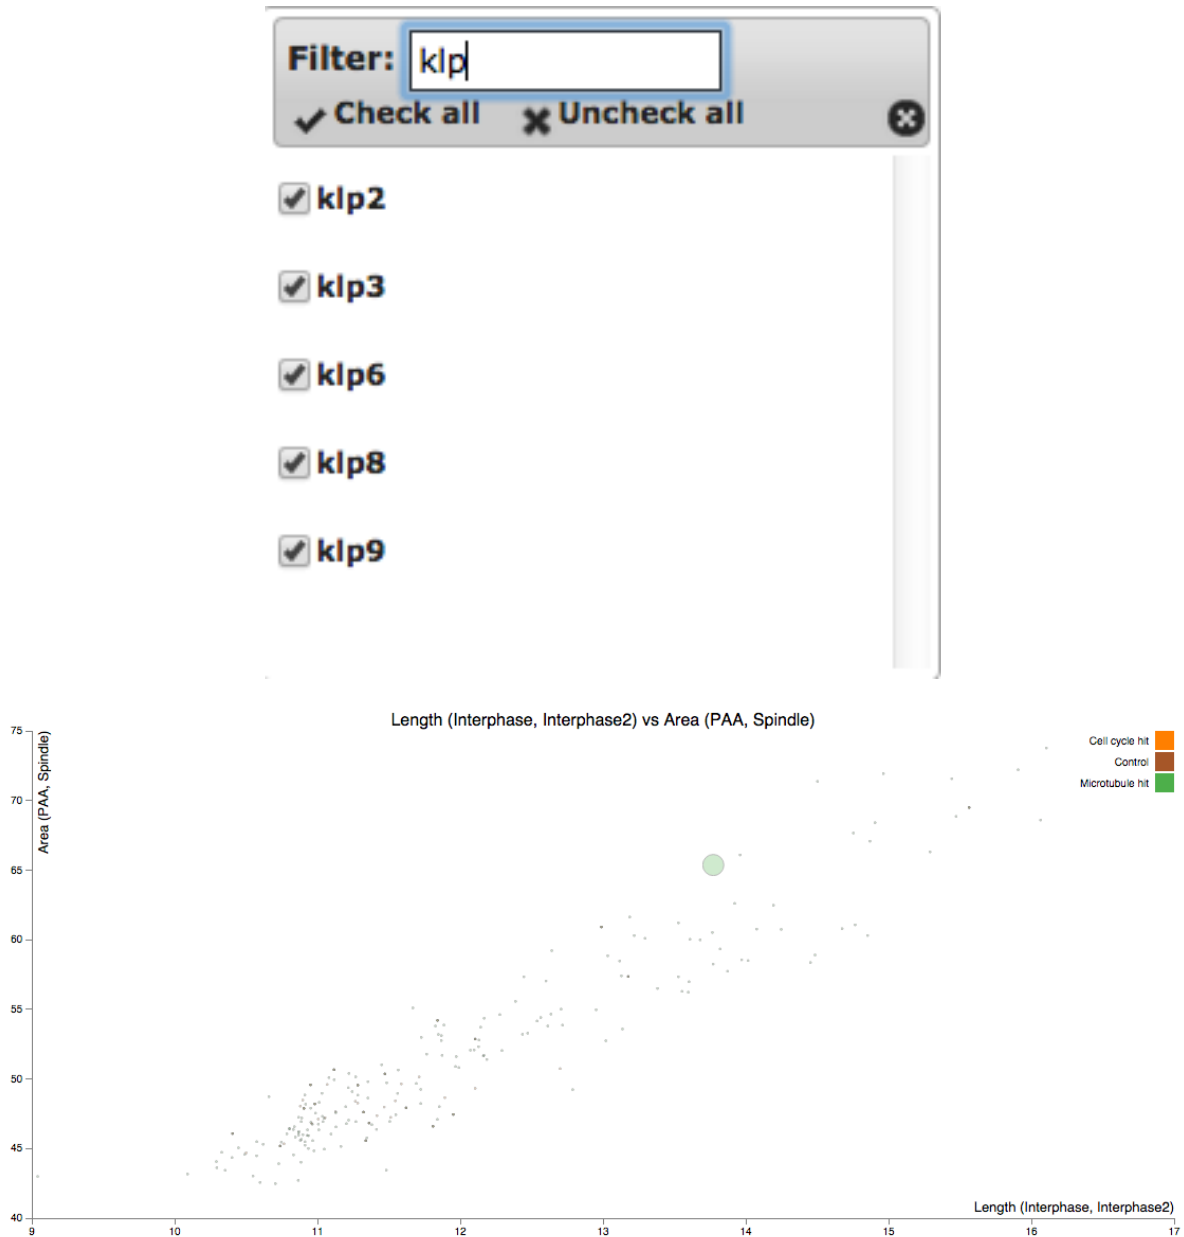 Filter: klp
Check all Uncheck all
klp2
klp3
klp6
klp8
klp9
Length (Interphase, Interphase2) vs Area (PAA, Spindle)
Area (PAA, Spindle)
75
70
65
60
55
50
45
40
Cell cycle hit
Control
Microtubule hit
Length (Interphase, Interphase2)
9 10 11 12 13 14 15 16 17